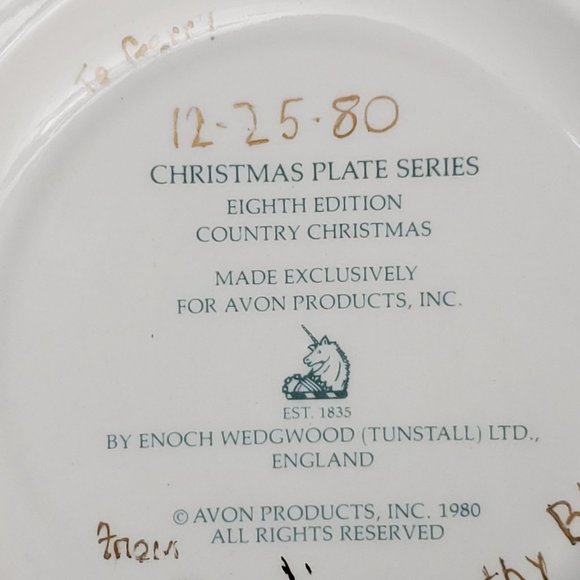 To
12-25-80
CHRISTMAS PLATE SERIES
EIGHTH EDITION
COUNTRY CHRISTMAS
MADE EXCLUSIVELY
FOR AVON PRODUCTS, INC.
EST. 1835
BY ENOCH WEDGWOOD (TUNSTALL) LTD.,
ENGLAND
© AVON PRODUCTS, INC. 1980
ALL RIGHTS RESERVED